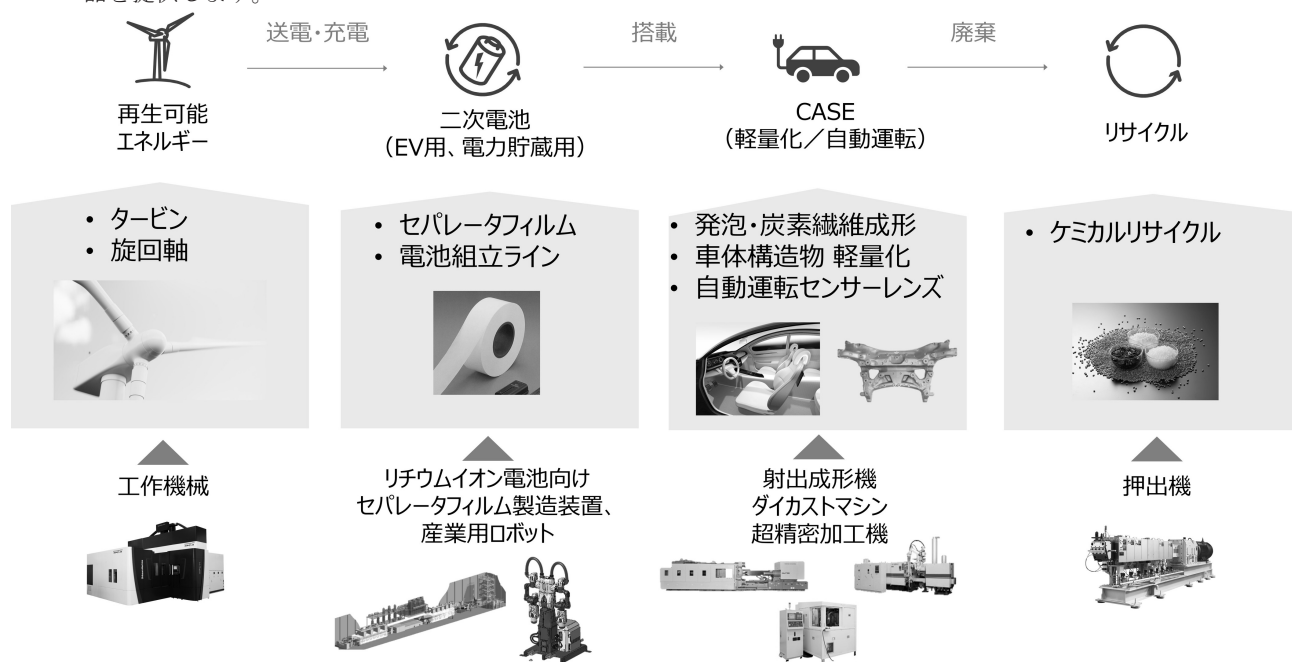 品を提供します。
送電・充電
搭載
廃棄
再生可能
エネルギー
二次電池
（EV用、電力貯蔵用）
CASE
（軽量化／自動運転）
リサイクル
• タービン
• 旋回軸
• セパレータフィルム
• 電池組立ライン
• 発泡・炭素繊維成形
• 車体構造物 軽量化
• 自動運転センサーレンズ
• ケミカルリサイクル
工作機械
リチウムイオン電池向け
セパレータフィルム製造装置、
産業用ロボット
射出成形機
ダイカストマシン
超精密加工機
押出機